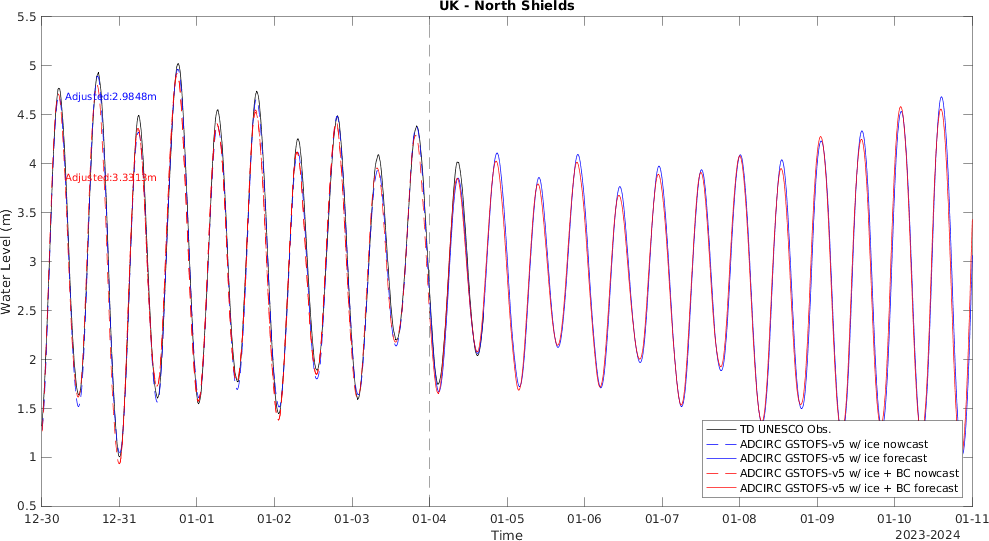 UK - North Shields
5.5
5
4.5
4
3.5
3
2.5
2
1.5
1
0.5
Water Level (m)
Adjusted:2.9848m
Adjusted:3.3313m
TD UNESCO Obs.
ADCIRC GSTOFS-v5 w/ ice nowcast
ADCIRC GSTOFS-v5 w/ ice forecast
ADCIRC GSTOFS-v5 w/ ice + BC nowcast
ADCIRC GSTOFS-v5 w/ ice + BC forecast
12-30 12-31 01-01 01-02 01-03 01-04 01-05 01-06 01-07 01-08 01-09 01-10 01-11
Time
2023-2024